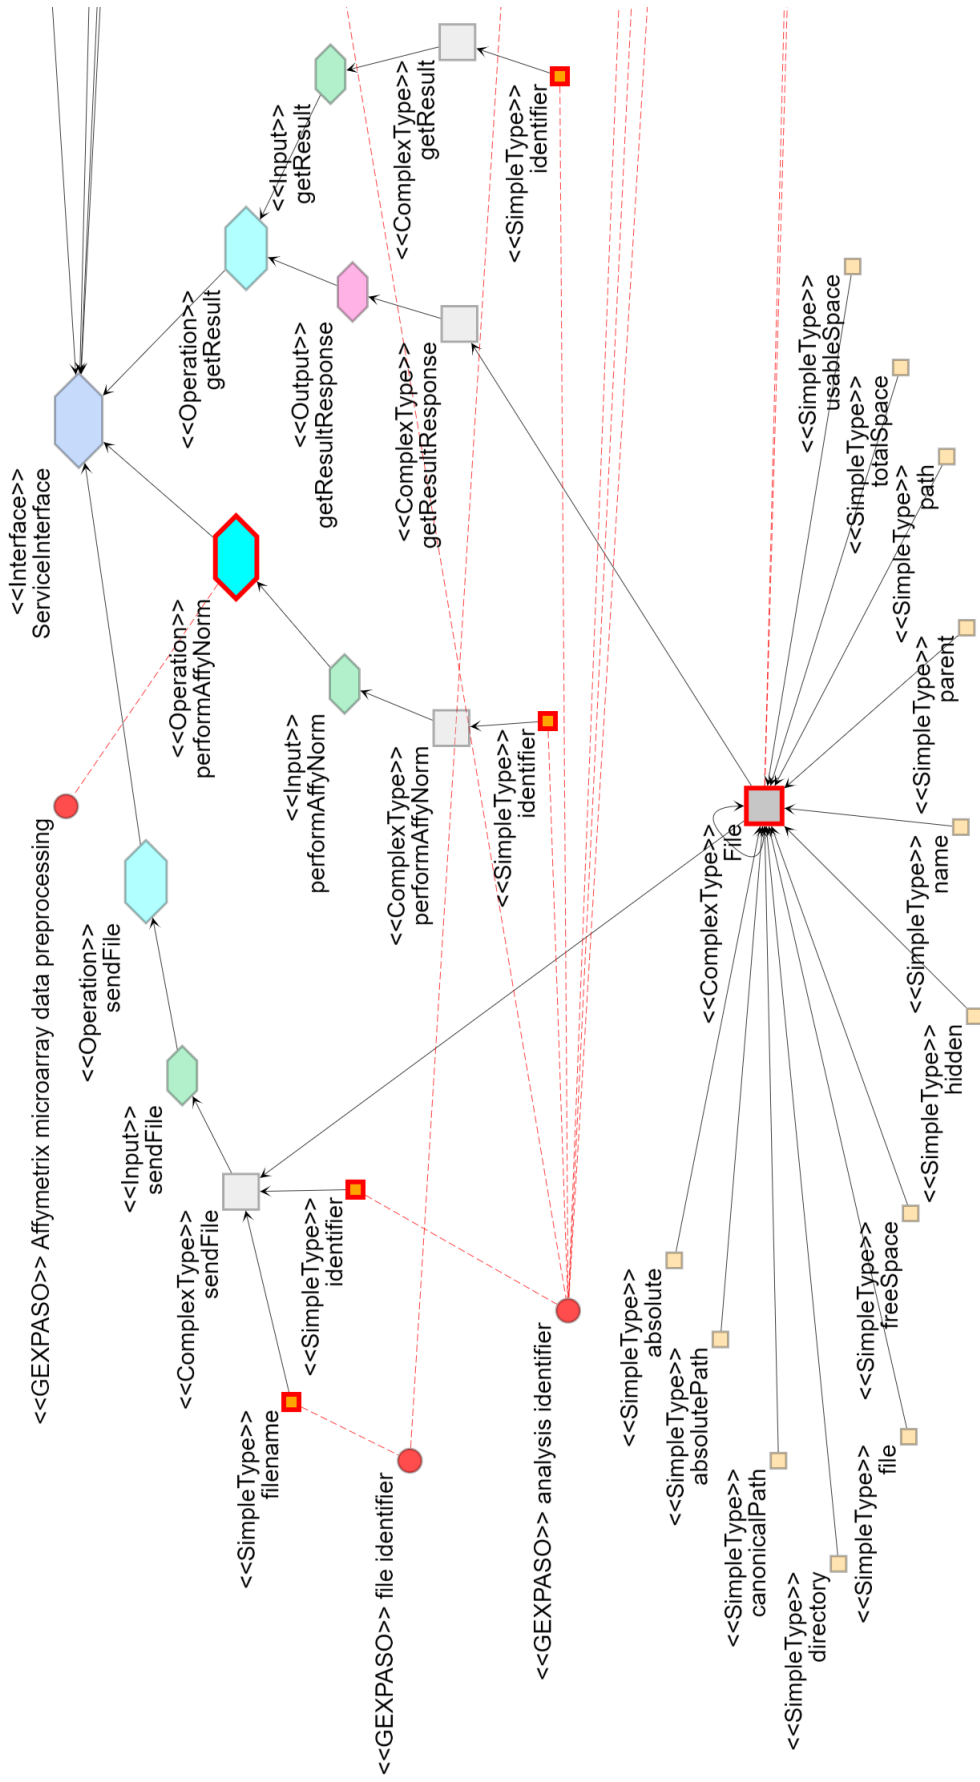 <<Interface>>
ServiceInterface
<<GEXPASO>> Affymetrix microarray data preprocessing
<<Operation>>
sendFile
<<Input>>
sendFile
<<Operation>>
performAffyNorm
<<Operation>>
getResult
<<ComplexType>>
sendFile
<<SimpleType>>
filename
<<Input>>
getResult
<<Input>>
performAffyNorm
<<Output>>
getResultResponse
<<SimpleType>>
identifier
<<GEXPASO>> file identifier
<<ComplexType>>
performAffyNorm
<<ComplexType>>
getResultResponse
<<ComplexType>>
getResult
<<SimpleType>>
identifier
<<SimpleType>>
identifier
<<GEXPASO>> analysis identifier
<<SimpleType>>
absolute
<<SimpleType>>
absolutePath
<<ComplexType>>
File
<<SimpleType>>
canonicalPath
<<SimpleType>>
directory
<<SimpleType>>
usableSpace
<<SimpleType>>
totalSpace
<<SimpleType>>
file
<<SimpleType>>
freeSpace
<<SimpleType>>
path
<<SimpleType>>
parent
<<SimpleType>>
name
<<SimpleType>>
hidden